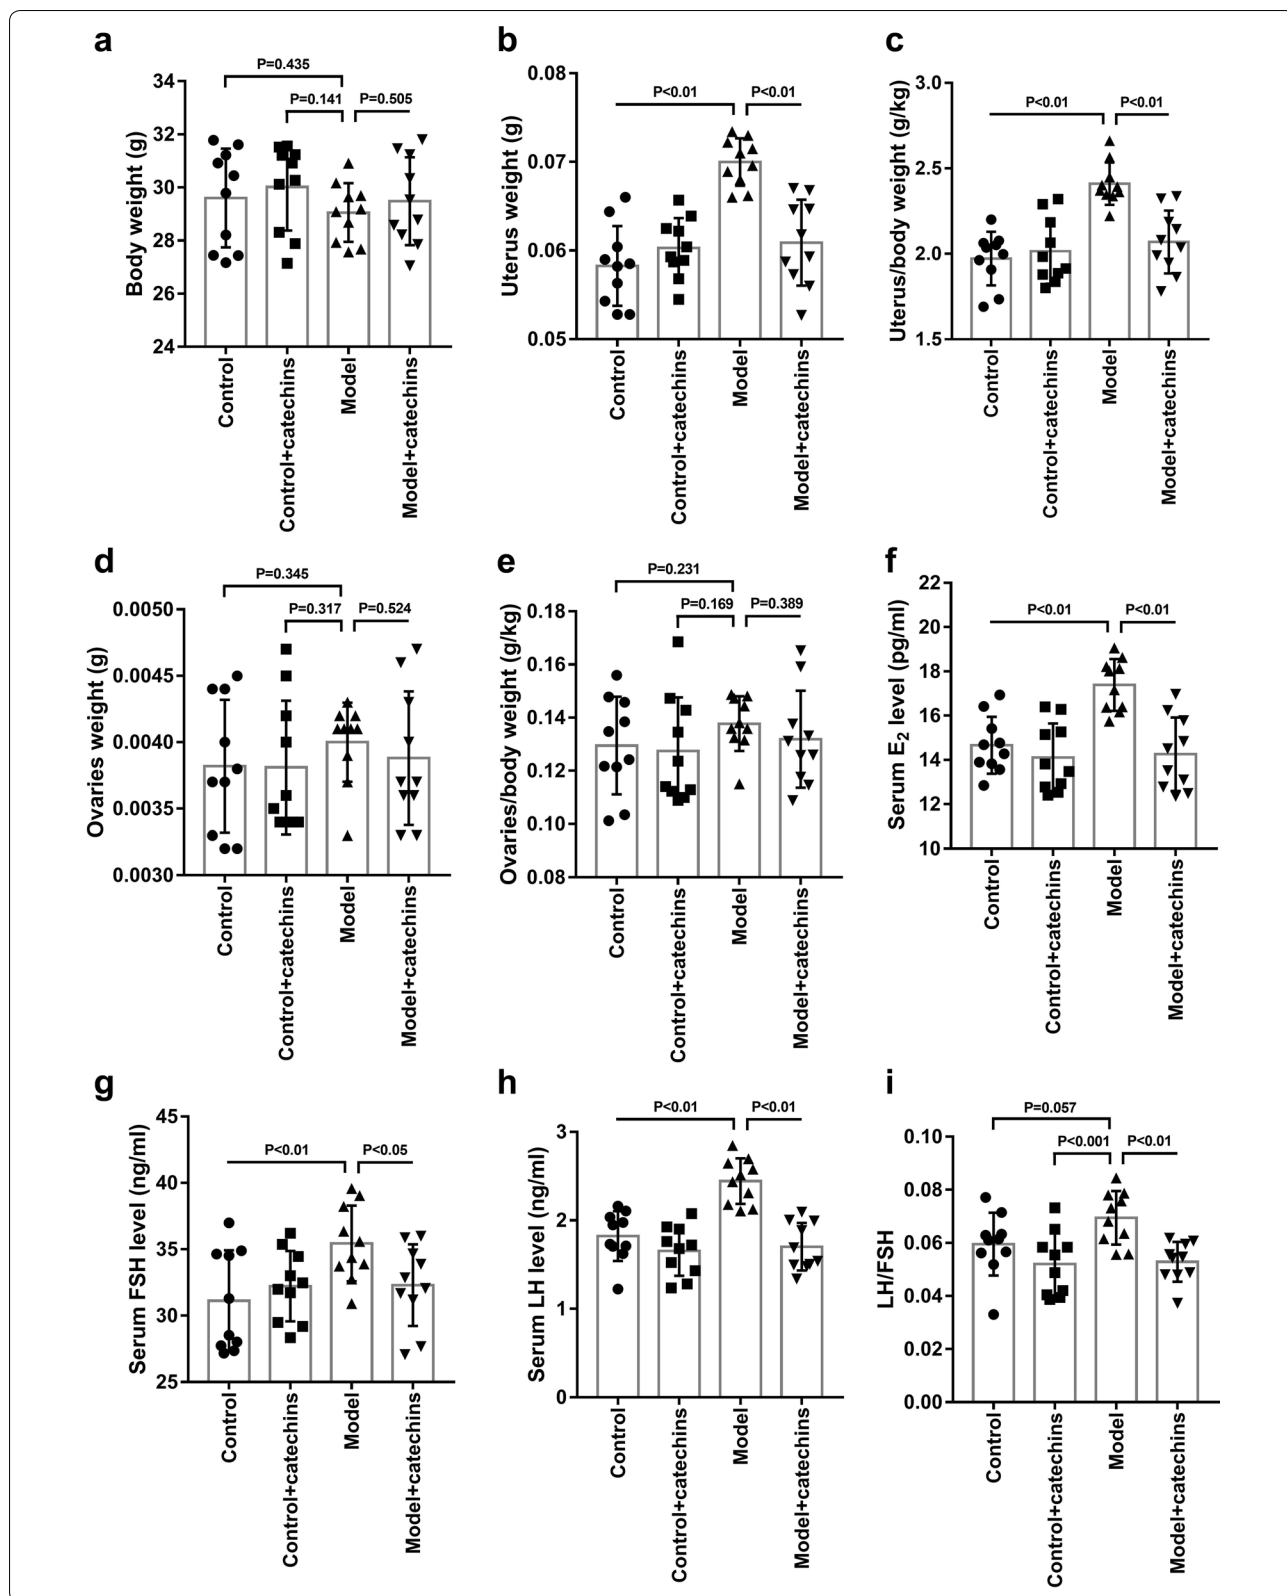 a
P=0.435
P=0.141
P=0.505
Body weight (g)
34
32
30
28
26
24
Control
Control+catechins
Model
Model+catechins
b
P<0.01
P<0.01
Uterus weight (g)
0.08
0.07
0.06
0.05
Control
Control+catechins
Model
Model+catechins
c
P<0.01
P<0.01
Uterus/body weight (g/kg)
3.0
2.5
2.0
1.5
Control
Control+catechins
Model
Model+catechins
d
P=0.345
P=0.317
P=0.524
Ovaries weight (g)
0.0050
0.0045
0.0040
0.0035
0.0030
Control
Control+catechins
Model
Model+catechins
e
P=0.231
P=0.169
P=0.389
Ovaries/body weight (g/kg)
0.18
0.16
0.14
0.12
0.10
0.08
Control
Control+catechins
Model
Model+catechins
f
P<0.01
P<0.01
Serum E₂ level (pg/ml)
22
20
18
16
14
12
10
Control
Control+catechins
Model
Model+catechins
g
P<0.01
P<0.05
Serum FSH level (ng/ml)
45
40
35
30
25
Control
Control+catechins
Model
Model+catechins
h
P<0.01
P<0.01
Serum LH level (ng/ml)
3
2
1
0
Control
Control+catechins
Model
Model+catechins
i
P=0.057
P<0.001
P<0.01
LH/FSH
0.10
0.08
0.06
0.04
0.02
0.00
Control
Control+catechins
Model
Model+catechins